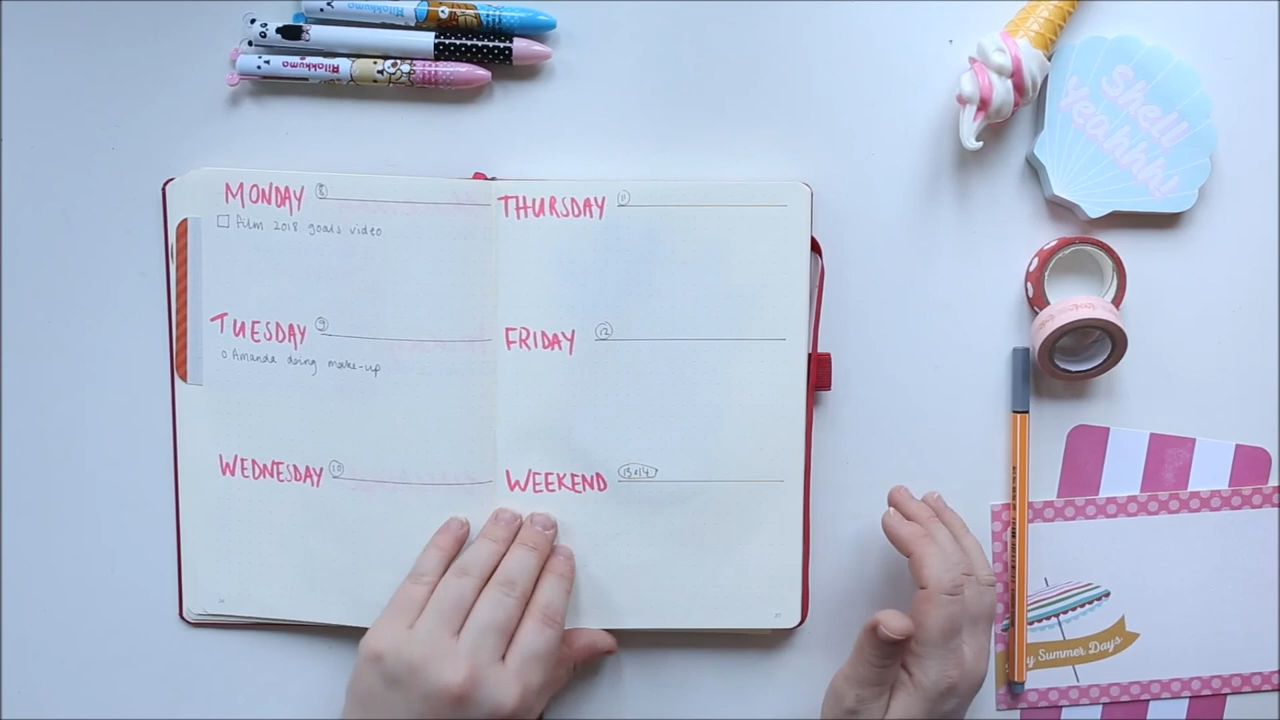 Rilakkuma
Rilakkuma
Shell
yeahhhh!
MONDAY 8
Film 2018 goals video
TUESDAY 9
o Amanda doing make-up
WEDNESDAY 10
THURSDAY 11
FRIDAY 12
WEEKEND 13+14
Summer Days